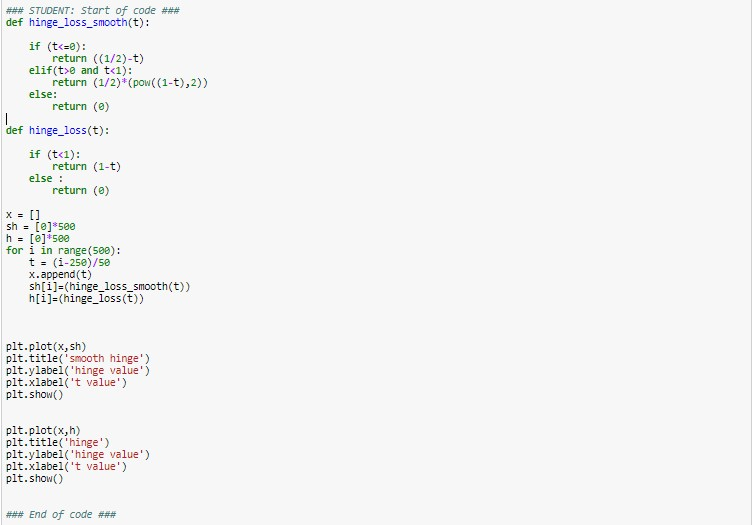 ### STUDENT: Start of code ###
def hinge_loss_smooth(t):
    if (t<=0):
        return ((1/2)-t)
    elif(t>0 and t<1):
        return (1/2)*(pow((1-t),2))
    else:
        return (0)
def hinge_loss(t):
    if (t<1):
        return (1-t)
    else :
        return (0)
x = []
sh = [0]*500
h = [0]*500
for i in range(500):
    t = (i-250)/50
    x.append(t)
    sh[i]=(hinge_loss_smooth(t))
    h[i]=(hinge_loss(t))
plt.plot(x,sh)
plt.title('smooth hinge')
plt.ylabel('hinge value')
plt.xlabel('t value')
plt.show()
plt.plot(x,h)
plt.title('hinge')
plt.ylabel('hinge value')
plt.xlabel('t value')
plt.show()
### End of code ###